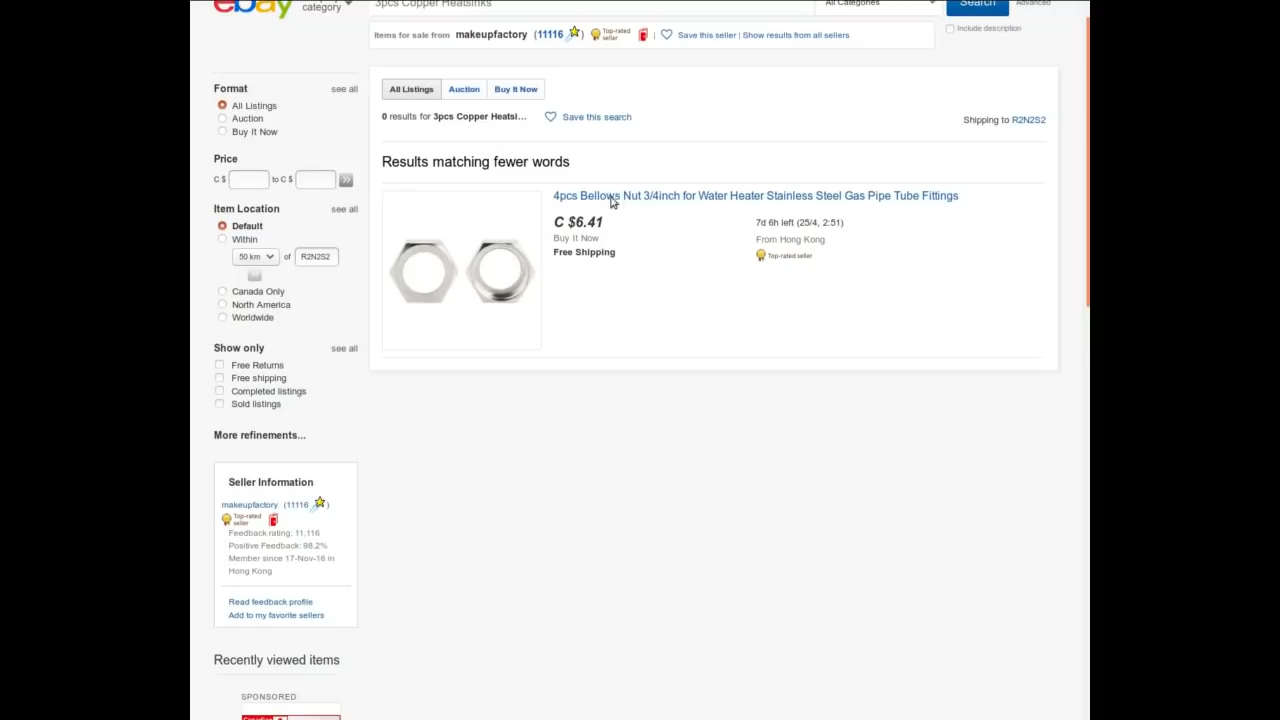 ebay
category
3pcs Copper Heatsinks
All Categories
Search
Advanced
Items for sale from makeupfactory (11116 ) Top-rated seller | Save this seller | Show results from all sellers
Include description
Format see all
All Listings
Auction
Buy It Now
Price
C $ to C $
Item Location see all
Default
Within
50 km of R2N2S2
Canada Only
North America
Worldwide
Show only see all
Free Returns
Free shipping
Completed listings
Sold listings
More refinements...
Seller Information
makeupfactory (11116 )
Top-rated seller
Feedback rating: 11,116
Positive Feedback: 98.2%
Member since 17-Nov-16 in
Hong Kong
Read feedback profile
Add to my favorite sellers
Recently viewed items
SPONSORED
Canadian
All Listings Auction Buy It Now
0 results for 3pcs Copper Heatsi... Save this search
Shipping to R2N2S2
Results matching fewer words
4pcs Bellows Nut 3/4inch for Water Heater Stainless Steel Gas Pipe Tube Fittings
C $6.41 7d 6h left (25/4, 2:51)
Buy It Now From Hong Kong
Free Shipping Top-rated seller